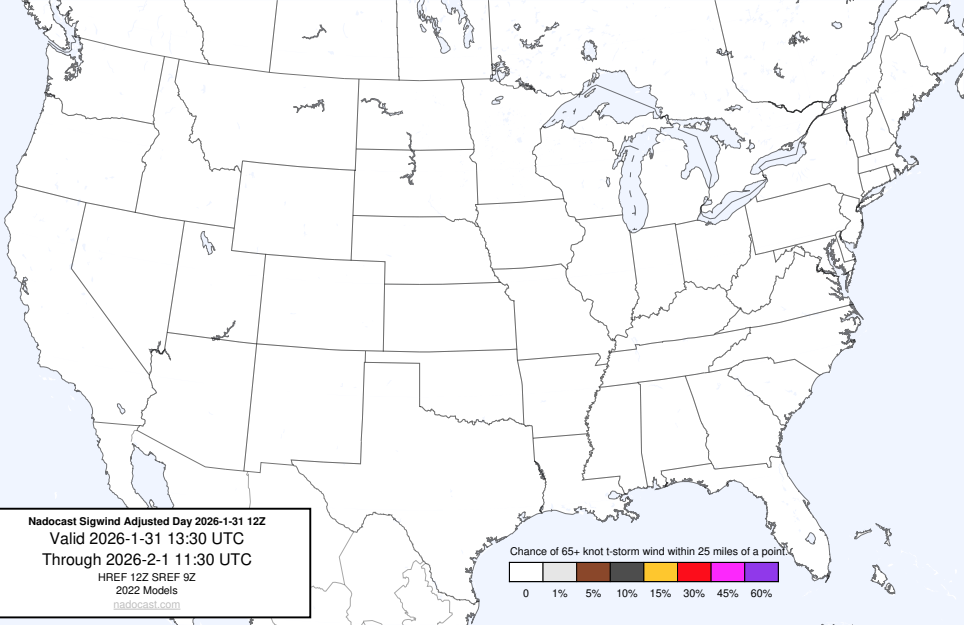 Nadocast Sigwind Adjusted Day 2026-1-31 12Z
Valid 2026-1-31 13:30 UTC
Through 2026-2-1 11:30 UTC
HREF 12Z SREF 9Z
2022 Models
nadocast.com
Chance of 65+ knot t-storm wind within 25 miles of a point.
0 1% 5% 10% 15% 30% 45% 60%